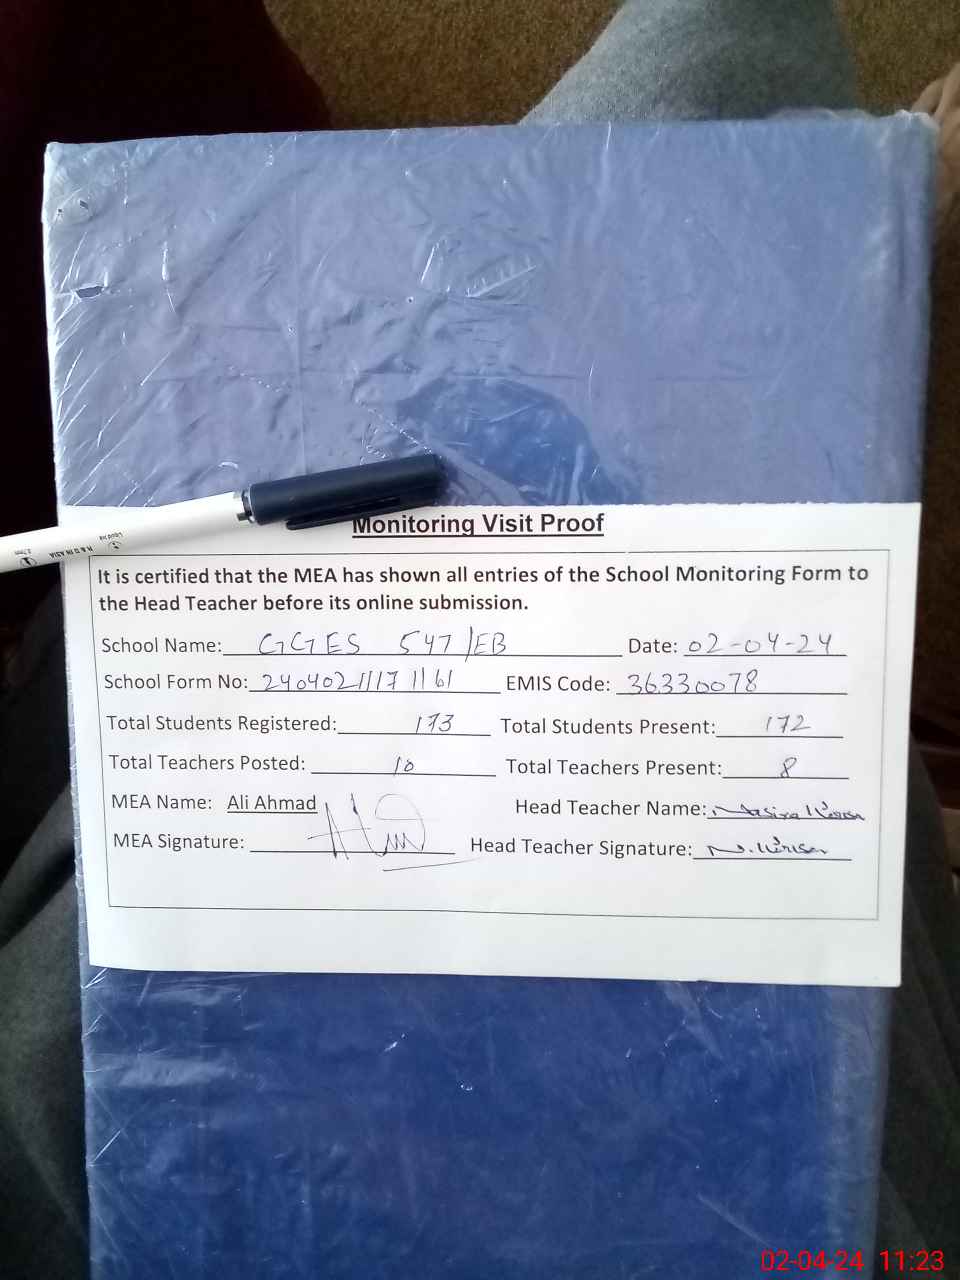 Monitoring Visit Proof
It is certified that the MEA has shown all entries of the School Monitoring Form to
the Head Teacher before its online submission.
School Name: GGES 547/EB Date: 02-04-24
School Form No: EMIS Code: 36330078
Total Students Registered: 173 Total Students Present: 172
Total Teachers Posted: 10 Total Teachers Present: 8
MEA Name: Ali Ahmad Head Teacher Name:
MEA Signature: Head Teacher Signature:
02-04-24 11:23